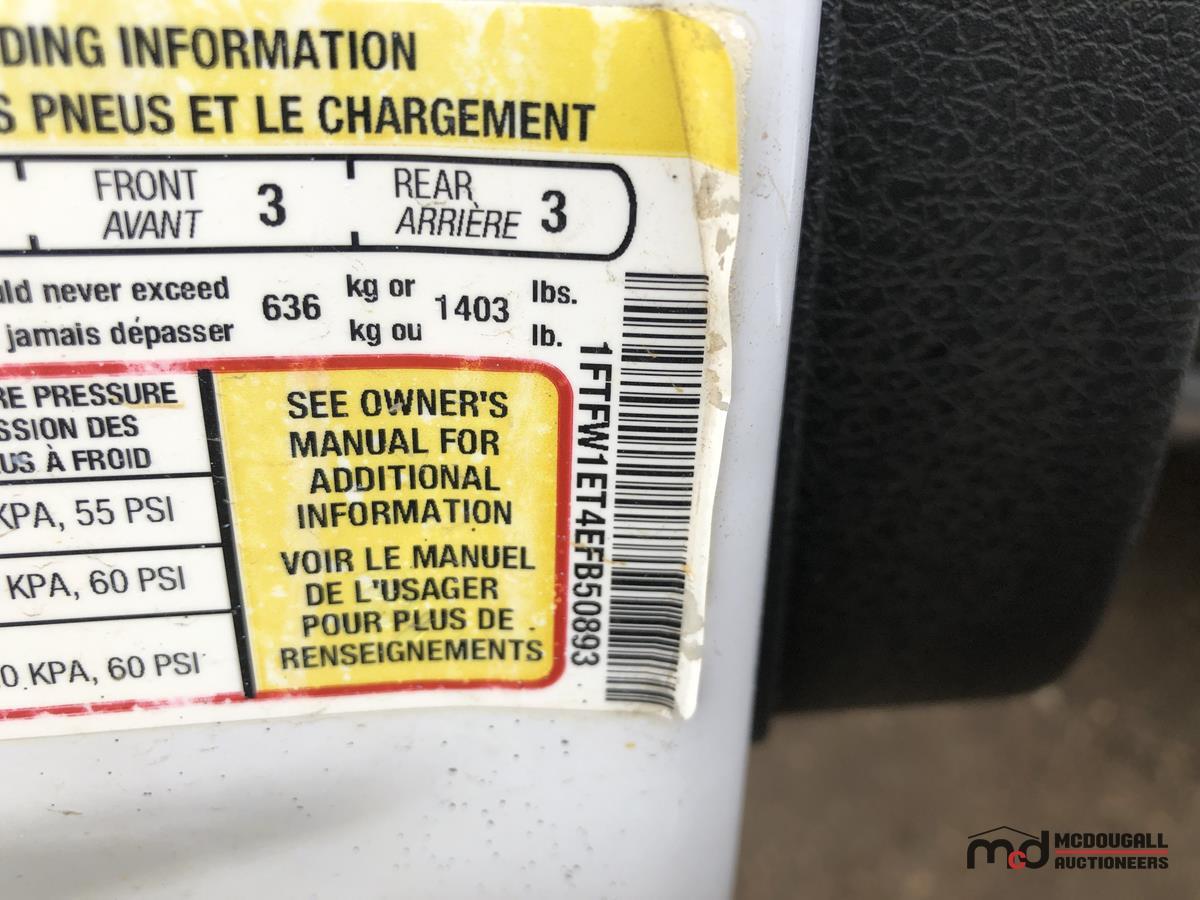 DING INFORMATION
S PNEUS ET LE CHARGEMENT
FRONT
AVANT
3
REAR
ARRIÈRE
3
uld never exceed 636 kg or 1403 lbs.
jamais dépasser kg ou lb.
RE PRESSURE
SSION DES
US À FROID
KPA, 55 PSI
KPA, 60 PSI
0 KPA, 60 PSI
SEE OWNER'S
MANUAL FOR
ADDITIONAL
INFORMATION
VOIR LE MANUEL
DE L'USAGER
POUR PLUS DE
RENSEIGNEMENTS
1FTFW1ET4EFB50893
mcd MCDOUGALL
AUCTIONEERS